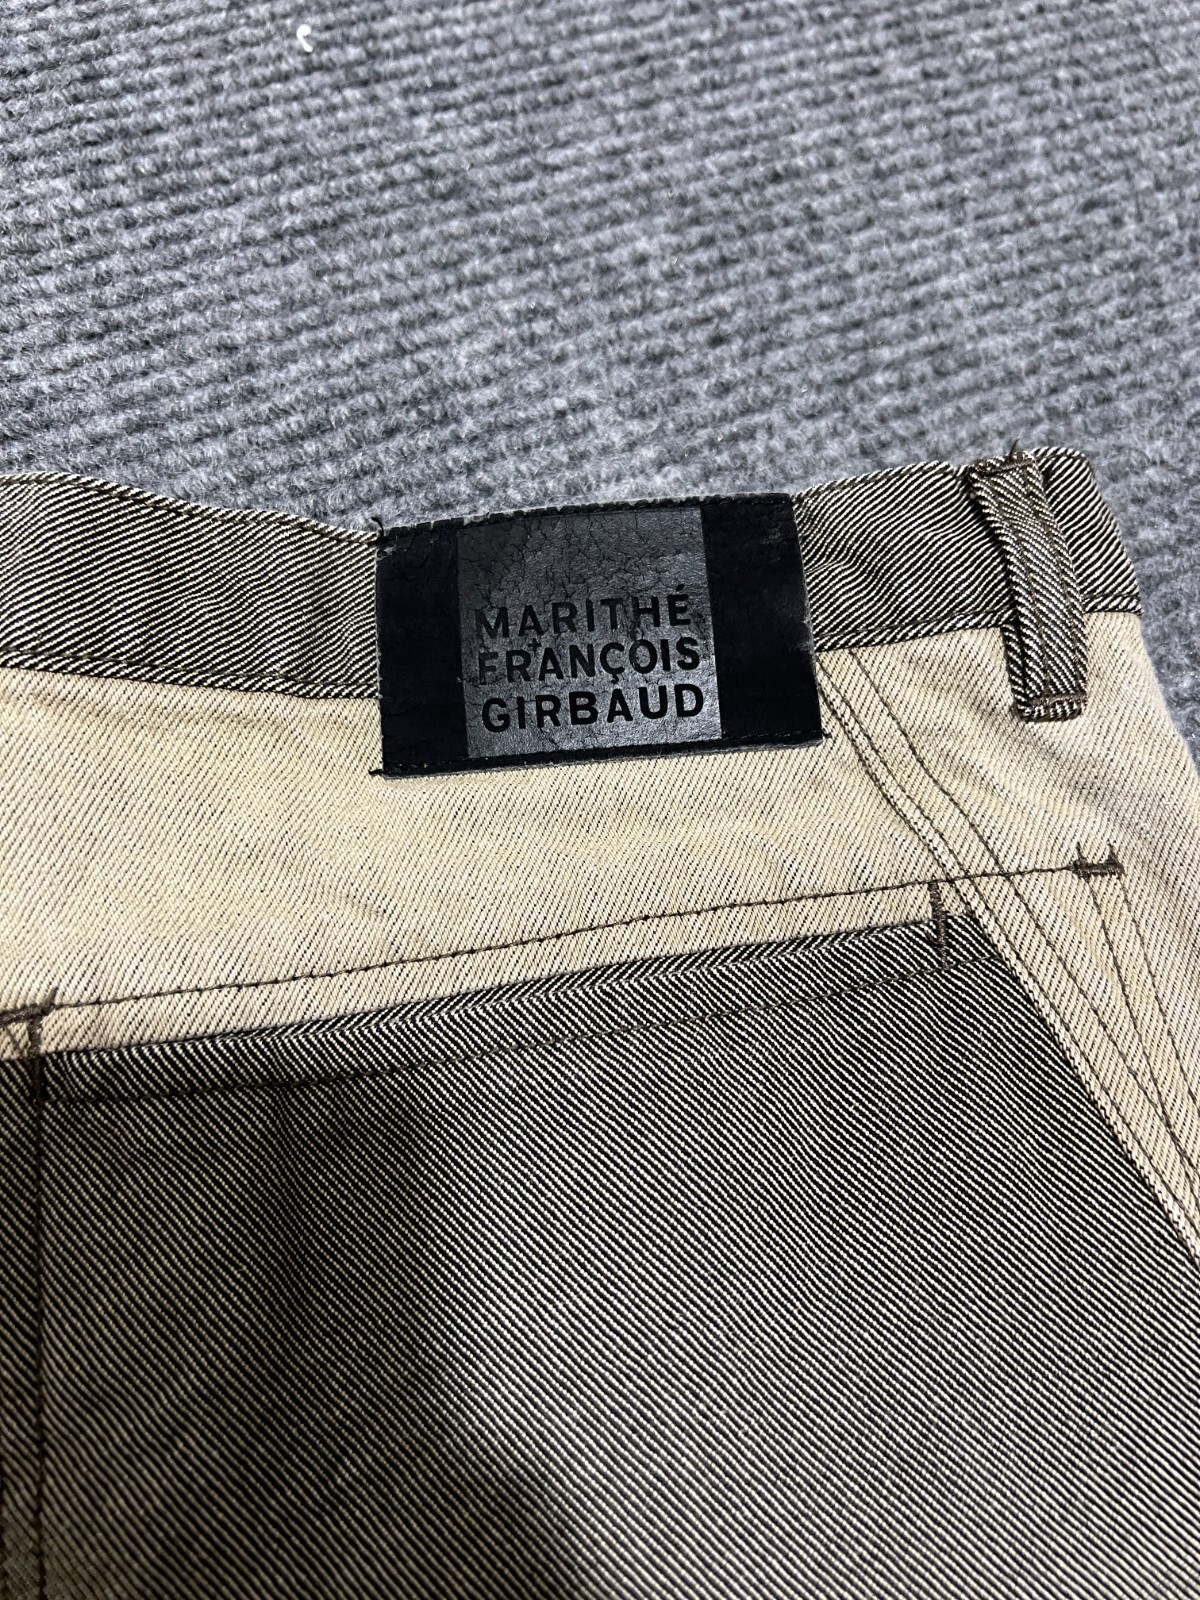 MARITHÉ
+
FRANÇOIS
GIRBAUD